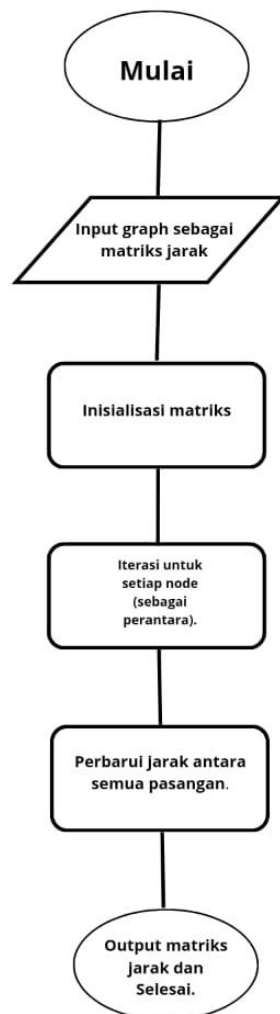 Mulai
Input graph sebagai
matriks jarak
Inisialisasi matriks
Iterasi untuk
setiap node
(sebagai
perantara).
Perbarui jarak antara
semua pasangan.
Output matriks
jarak dan
Selesai.